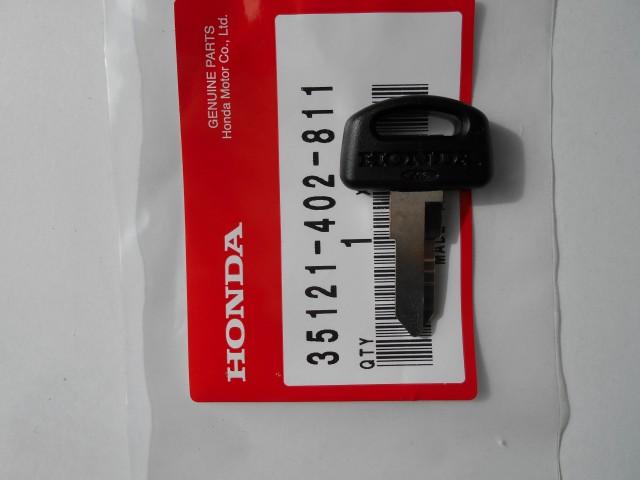 GENUINE PARTS
Honda Motor Co., Ltd.
HONDA
35121-402-811
QTY 1
HONDA